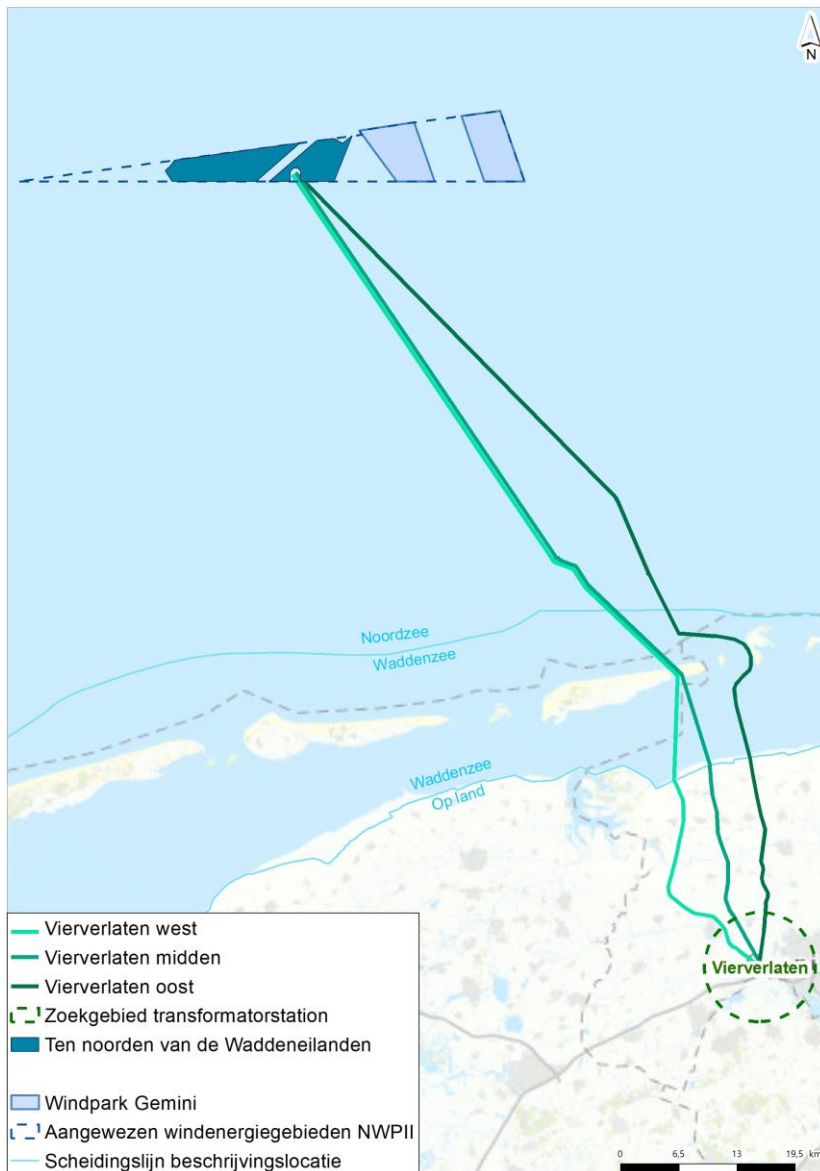 N
Noordzee
Waddenzee
Waddenzee
Op land
Vierverlaten
Vierverlaten west
Vierverlaten midden
Vierverlaten oost
Zoekgebied transformatorstation
Ten noorden van de Waddeneilanden
Windpark Gemini
Aangewezen windenergiegebieden NWPII
Scheidingslijn beschrijvingslocatie
0 6,5 13 19,5 km